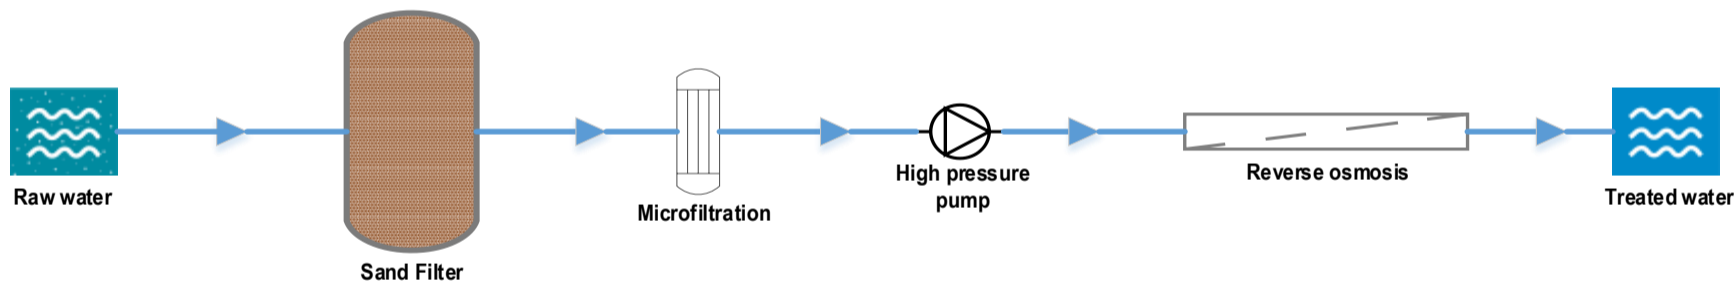 Raw water
Sand Filter
Microfiltration
High pressure
pump
Reverse osmosis
Treated water